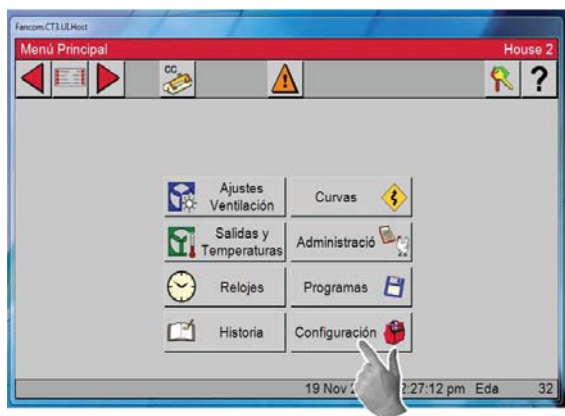 Fancom.CT3.ULHost
Menú Principal House 2
CC ?
Ajustes Ventilación
Curvas
Salidas y Temperaturas
Administració
Relojes
Programas
Historia
Configuración
19 Nov 2:27:12 pm Eda 32